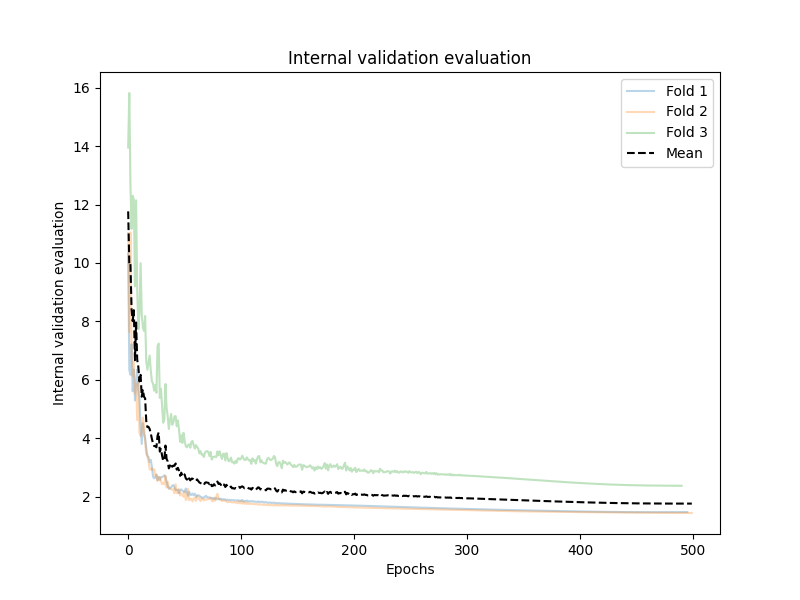 Internal validation evaluation
Fold 1
Fold 2
Fold 3
Mean
Internal validation evaluation
16
14
12
10
8
6
4
2
0 100 200 300 400 500
Epochs